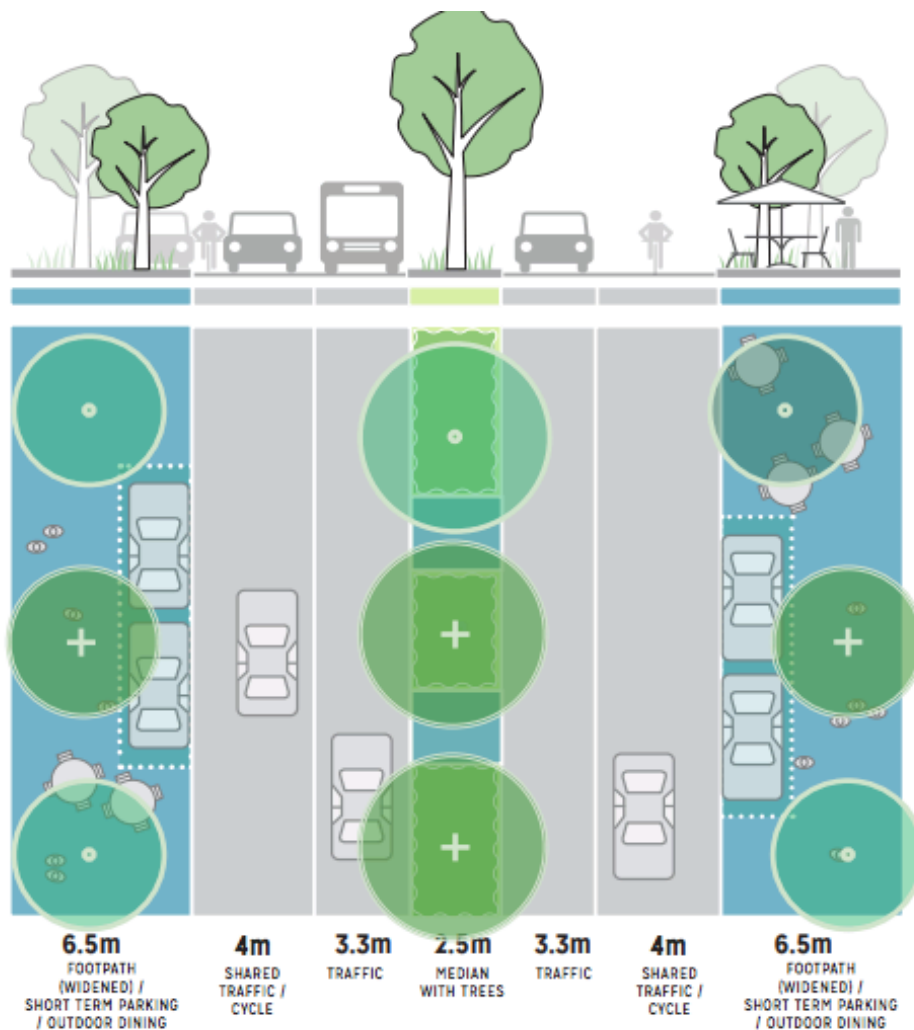 6.5m
FOOTPATH
(WIDENED) /
SHORT TERM PARKING
/ OUTDOOR DINING
4m
SHARED
TRAFFIC /
CYCLE
3.3m
TRAFFIC
2.5m
MEDIAN
WITH TREES
3.3m
TRAFFIC
4m
SHARED
TRAFFIC /
CYCLE
6.5m
FOOTPATH
(WIDENED) /
SHORT TERM PARKING
/ OUTDOOR DINING